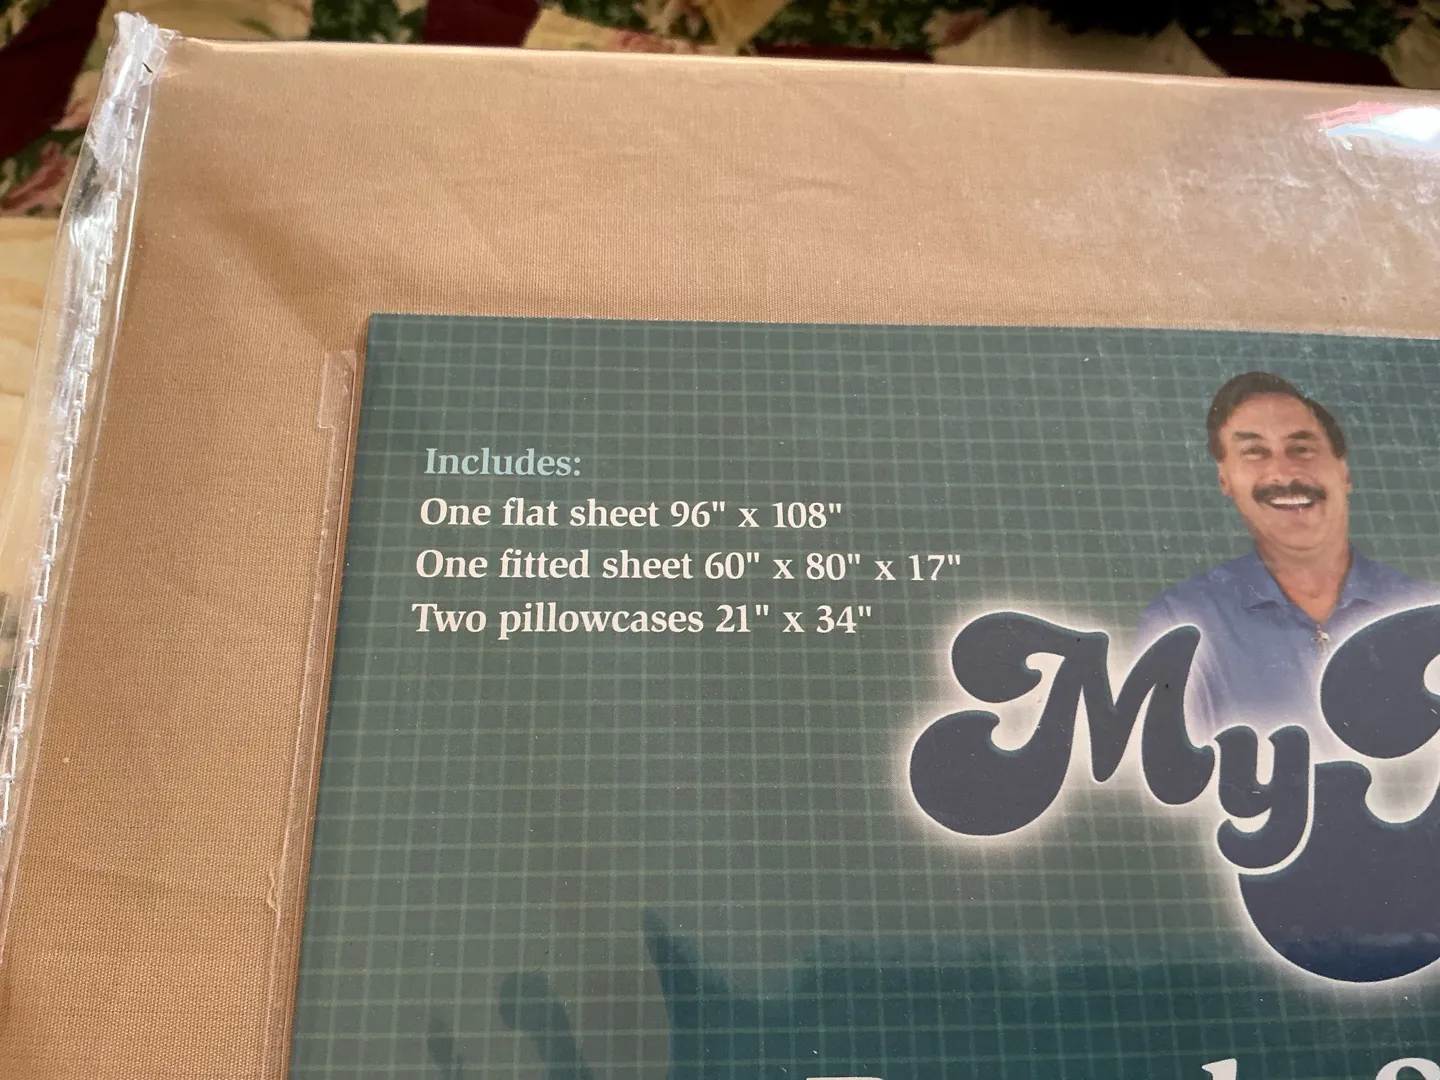 Includes:
One flat sheet 96" x 108"
One fitted sheet 60" x 80" x 17"
Two pillowcases 21" x 34"
My